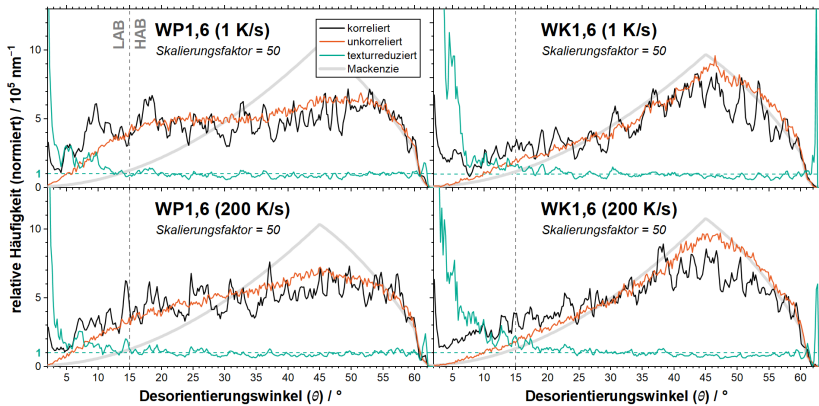 WP1,6 (1 K/s)
Skalierungsfaktor = 50
LAB
HAB
korreliert
unkorreliert
texturreduziert
Mackenzie
WK1,6 (1 K/s)
Skalierungsfaktor = 50
10
5
1
0
WP1,6 (200 K/s)
Skalierungsfaktor = 50
WK1,6 (200 K/s)
Skalierungsfaktor = 50
10
5
1
0
relative Häufigkeit (normiert) / 10⁵ nm⁻¹
5 10 15 20 25 30 35 40 45 50 55 60
5 10 15 20 25 30 35 40 45 50 55 60
Desorientierungswinkel (θ) / °
Desorientierungswinkel (θ) / °